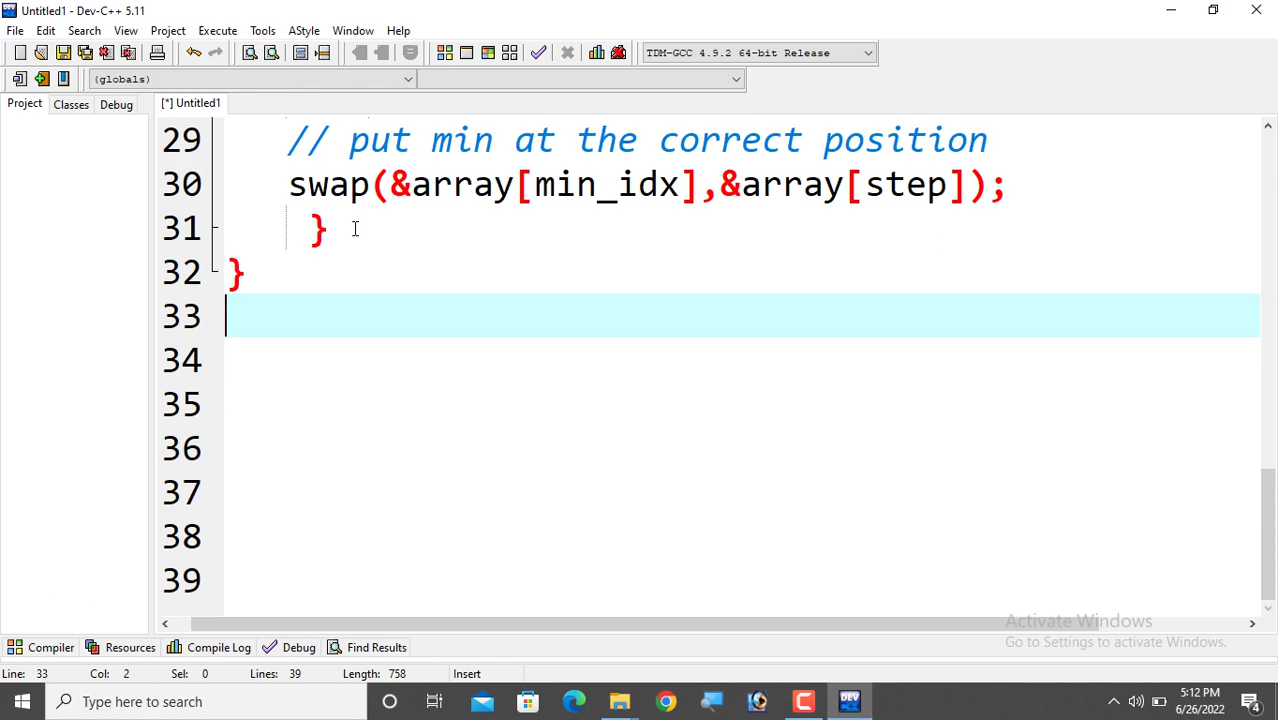 Untitled1 - Dev-C++ 5.11
File Edit Search View Project Execute Tools AStyle Window Help
TDM-GCC 4.9.2 64-bit Release
(globals)
Project Classes Debug [*] Untitled1
29 // put min at the correct position
30 swap(&array[min_idx],&array[step]);
31 }
32 }
33
34
35
36
37
38
39
Activate Windows
Go to Settings to activate Windows.
Compiler Resources Compile Log Debug Find Results
Line: 33 Col: 2 Sel: 0 Lines: 39 Length: 758 Insert
Type here to search
DEV
5:12 PM
6/26/2022
4